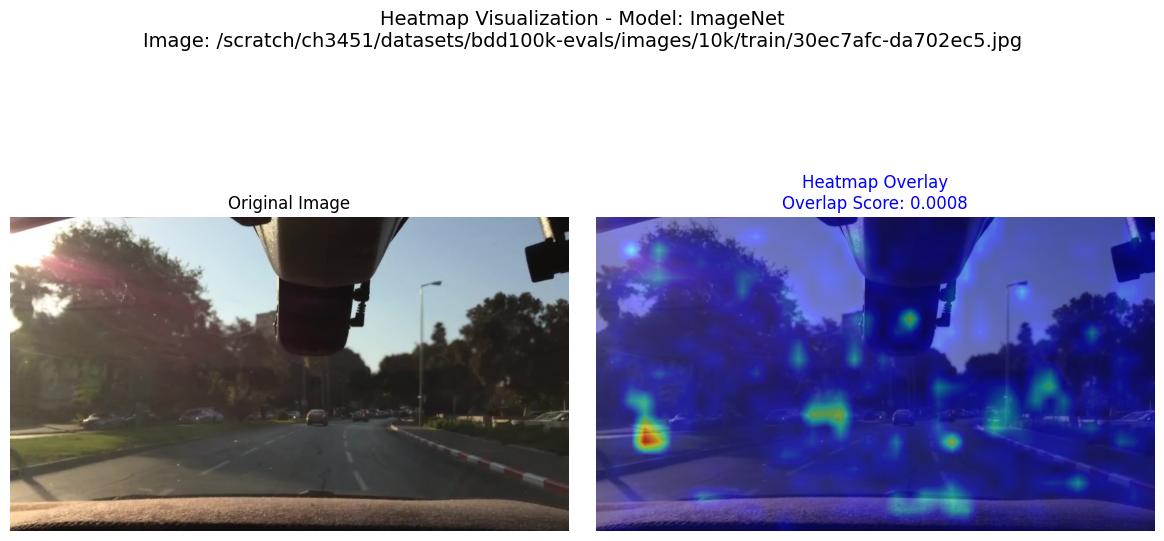 Heatmap Visualization - Model: ImageNet
Image: /scratch/ch3451/datasets/bdd100k-evals/images/10k/train/30ec7afc-da702ec5.jpg
Original Image
Heatmap Overlay
Overlap Score: 0.0008